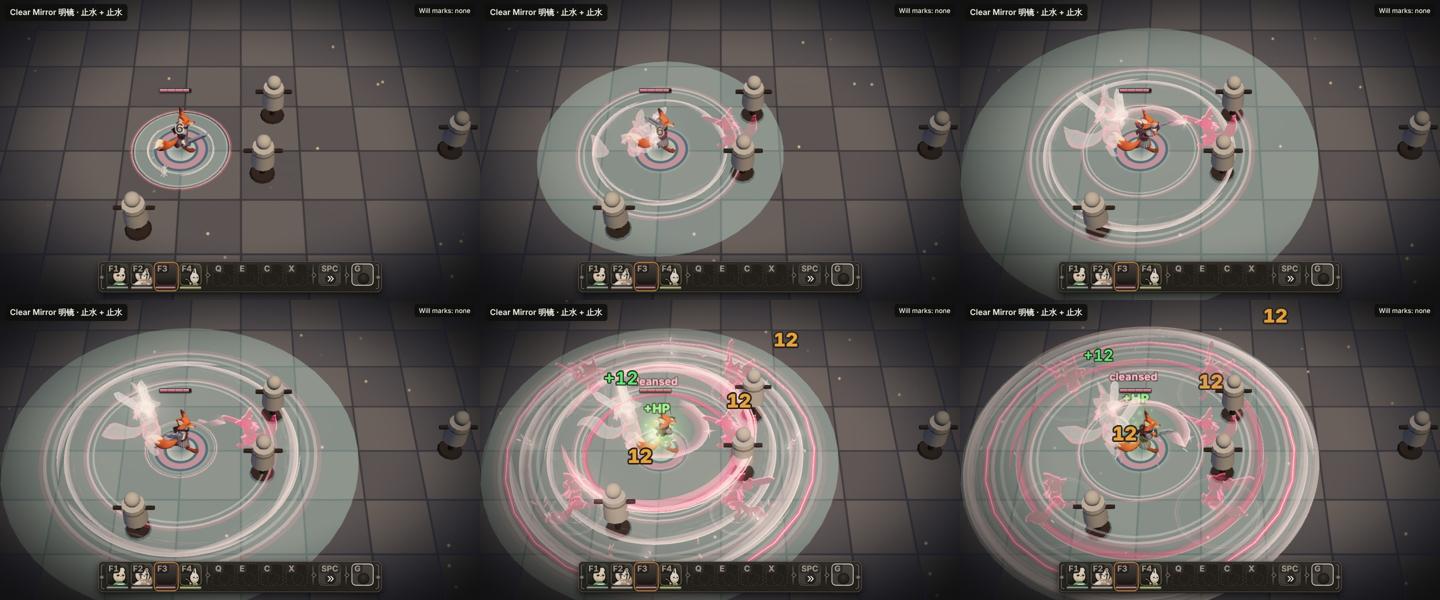 Clear Mirror 明镜 · 止水 + 止水
Will marks: none
6
F1 F2 F3 F4 Q E C X SPC G
Clear Mirror 明镜 · 止水 + 止水
Will marks: none
6
F1 F2 F3 F4 Q E C X SPC G
Clear Mirror 明镜 · 止水 + 止水
Will marks: none
F1 F2 F3 F4 Q E C X SPC G
Clear Mirror 明镜 · 止水 + 止水
Will marks: none
F1 F2 F3 F4 Q E C X SPC G
Clear Mirror 明镜 · 止水 + 止水
Will marks: none
12
+12 eansed
12
+HP
12
F1 F2 F3 F4 Q E C X SPC G
Clear Mirror 明镜 · 止水 + 止水
Will marks: none
12
+12
cleansed
12
+HP
12
F1 F2 F3 F4 Q E C X SPC G